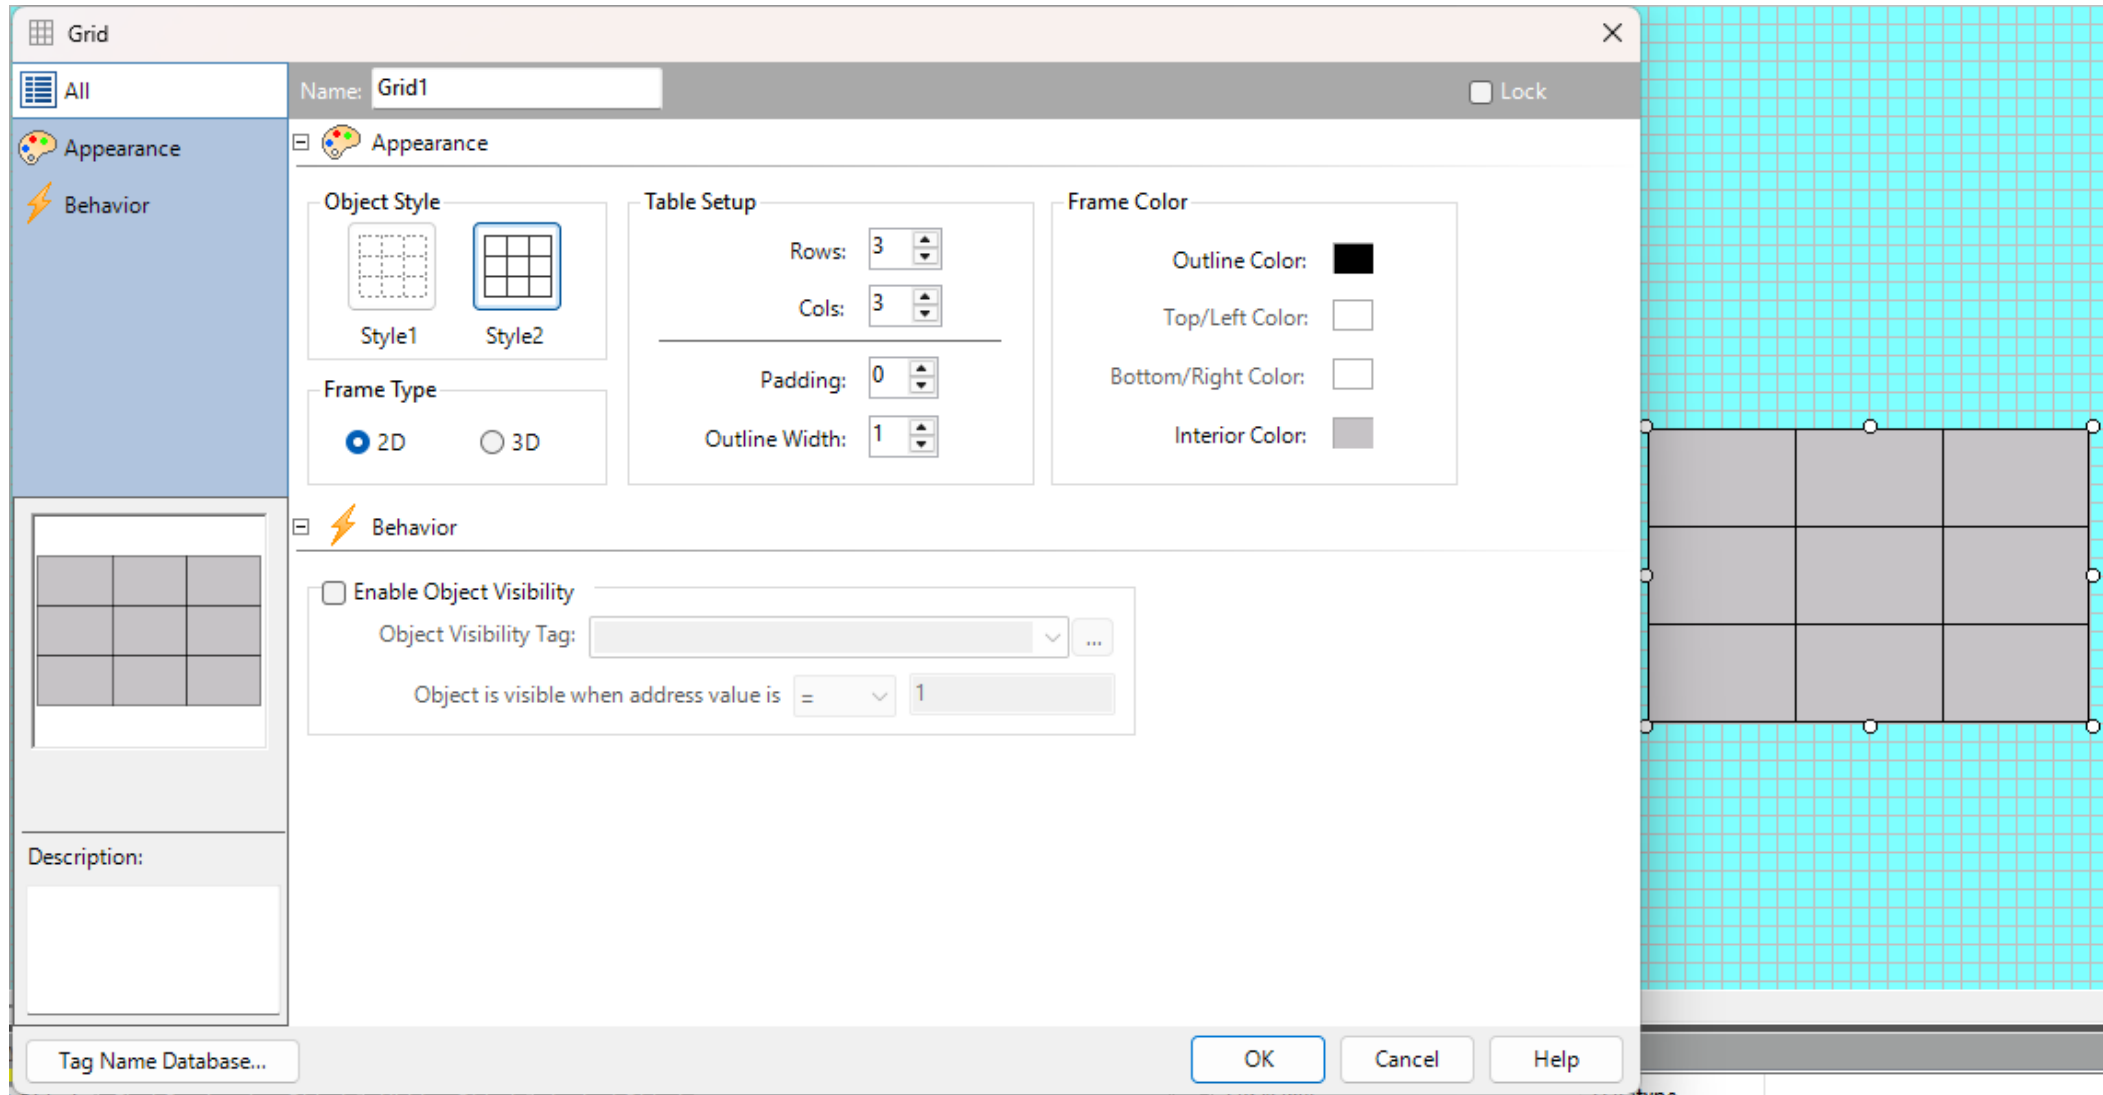 Grid
All
Appearance
Behavior
Name: Grid1
Lock
Appearance
Object Style
Style1 Style2
Frame Type
2D 3D
Table Setup
Rows: 3
Cols: 3
Padding: 0
Outline Width: 1
Frame Color
Outline Color:
Top/Left Color:
Bottom/Right Color:
Interior Color:
Behavior
Enable Object Visibility
Object Visibility Tag: ...
Object is visible when address value is = 1
Description:
Tag Name Database...
OK Cancel Help